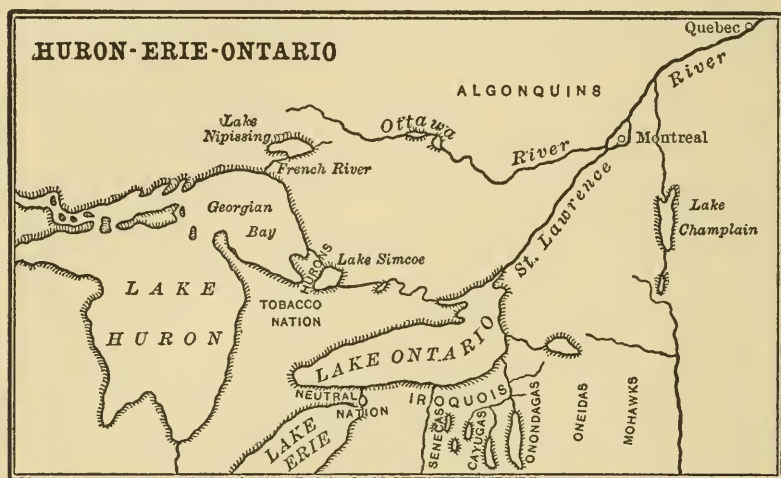 HURON-ERIE-ONTARIO
Quebec
River
ALGONQUINS
Lake
Nipissing
Ottawa
River
Montreal
French River
Georgian
Bay
Lake
Champlain
St. Lawrence
HURONS
Lake Simcoe
LAKE
HURON
TOBACCO
NATION
LAKE ONTARIO
NEUTRAL
NATION
IROQUOIS
LAKE
ERIE
SENECAS
CAYUGAS
ONONDAGAS
ONEIDAS
MOHAWKS